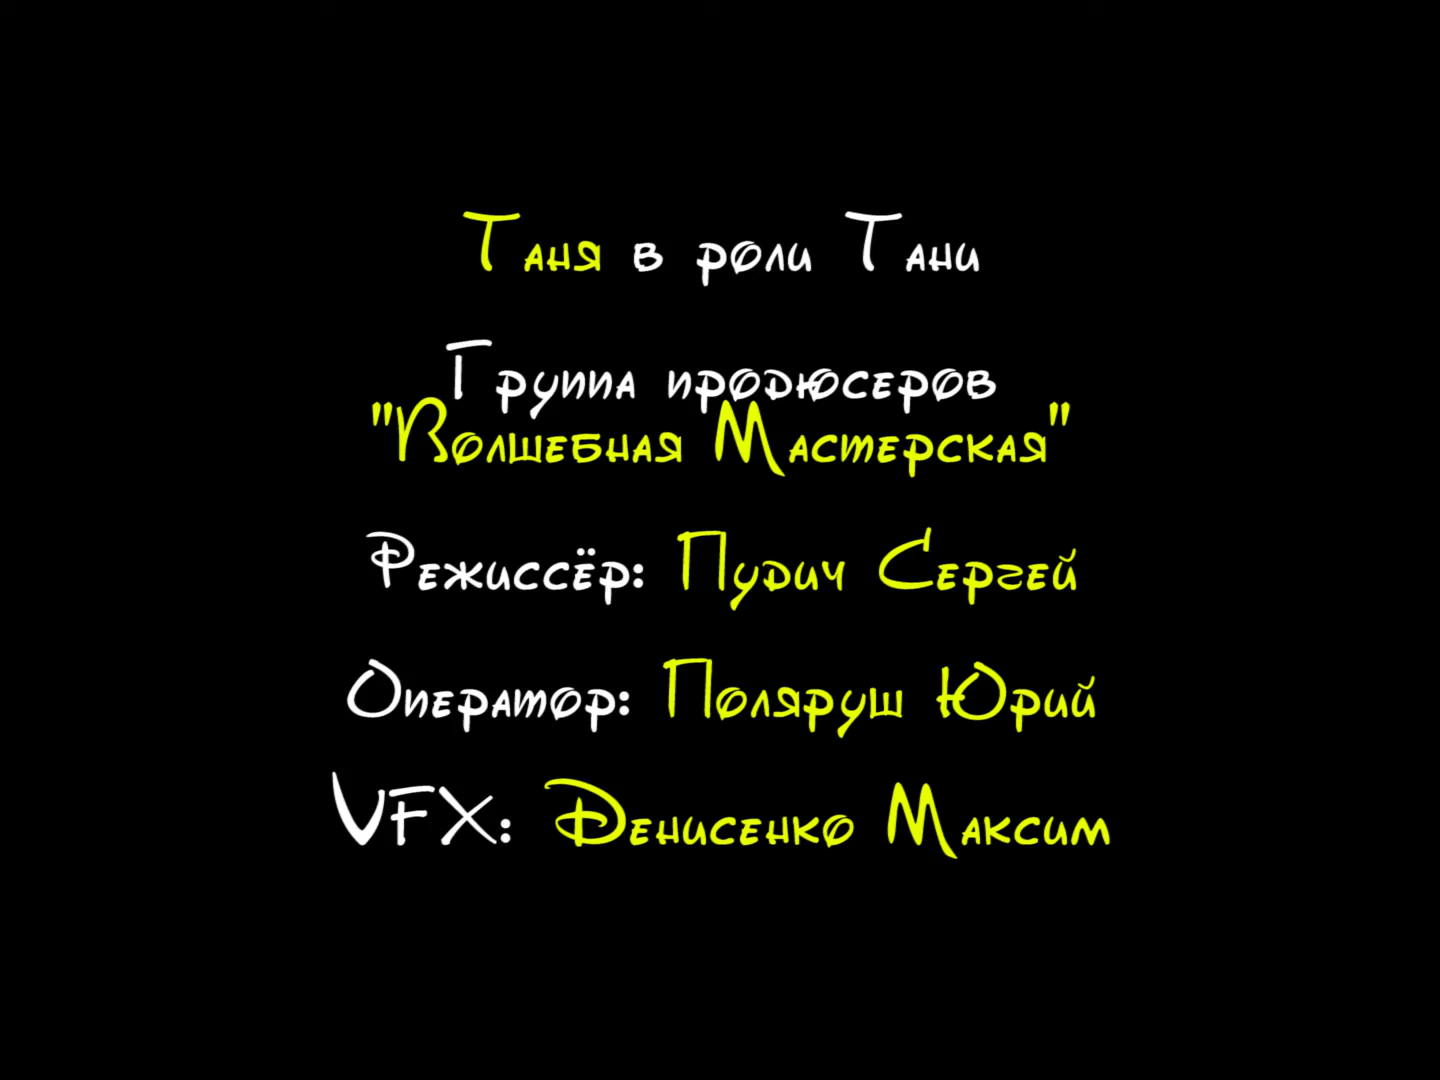 Таня в роли Тани
Группа продюсеров
"Волшебная Мастерская"
Режиссёр: Пудич Сергей
Оператор: Поляруш Юрий
VFX: Денисенко Максим